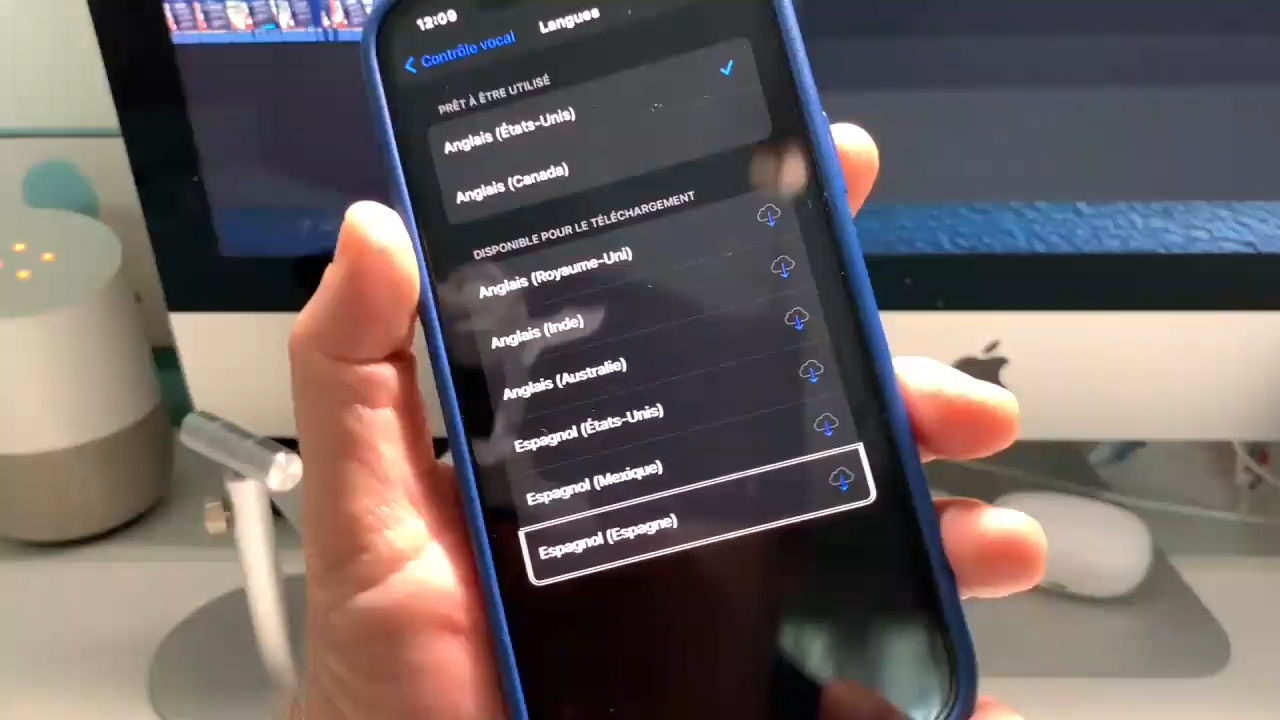 12:09
Contrôle vocal
Langues
PRÊT À ÊTRE UTILISÉ
Anglais (États-Unis)
Anglais (Canada)
DISPONIBLE POUR LE TÉLÉCHARGEMENT
Anglais (Royaume-Uni)
Anglais (Inde)
Anglais (Australie)
Espagnol (États-Unis)
Espagnol (Mexique)
Espagnol (Espagne)